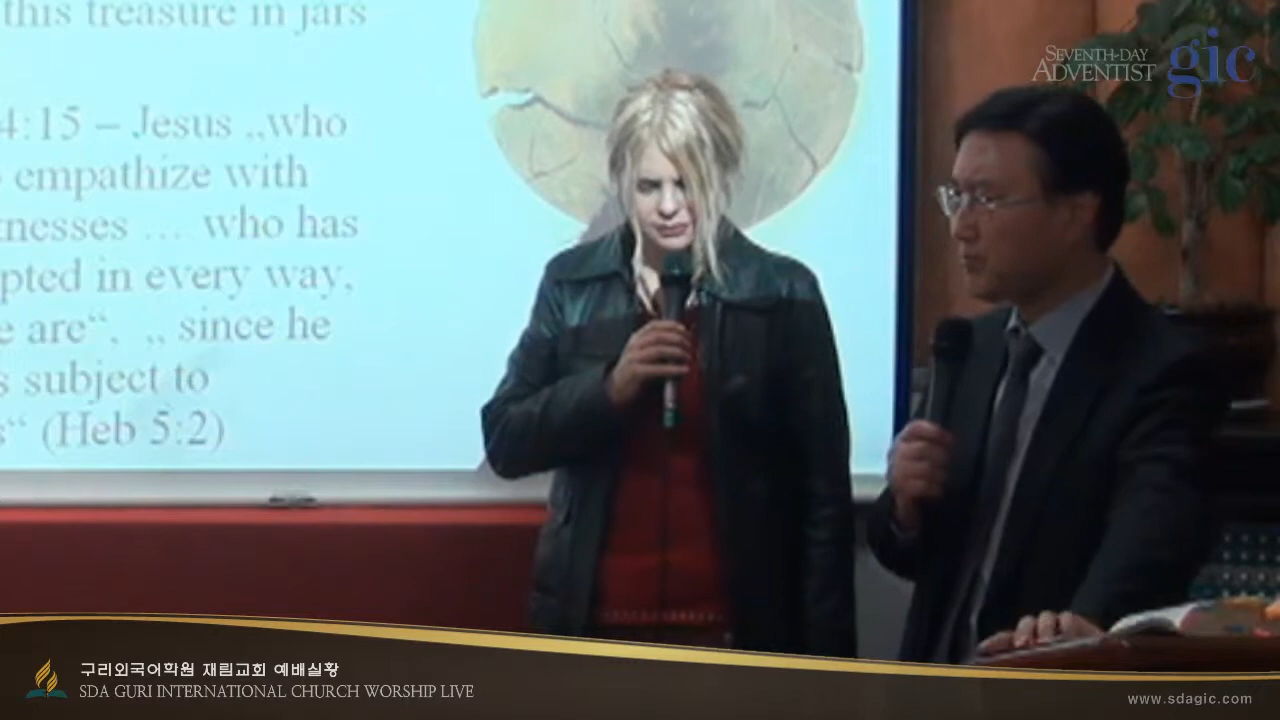 this treasure in jars
4:15 – Jesus „who
empathize with
who has
in every way,
are“, „ since he
subject to
(Heb 5:2)
SEVENTH-DAY
ADVENTIST gic
구리외국어학원 재림교회 예배실황
SDA GURI INTERNATIONAL CHURCH WORSHIP LIVE
www.sdagic.com